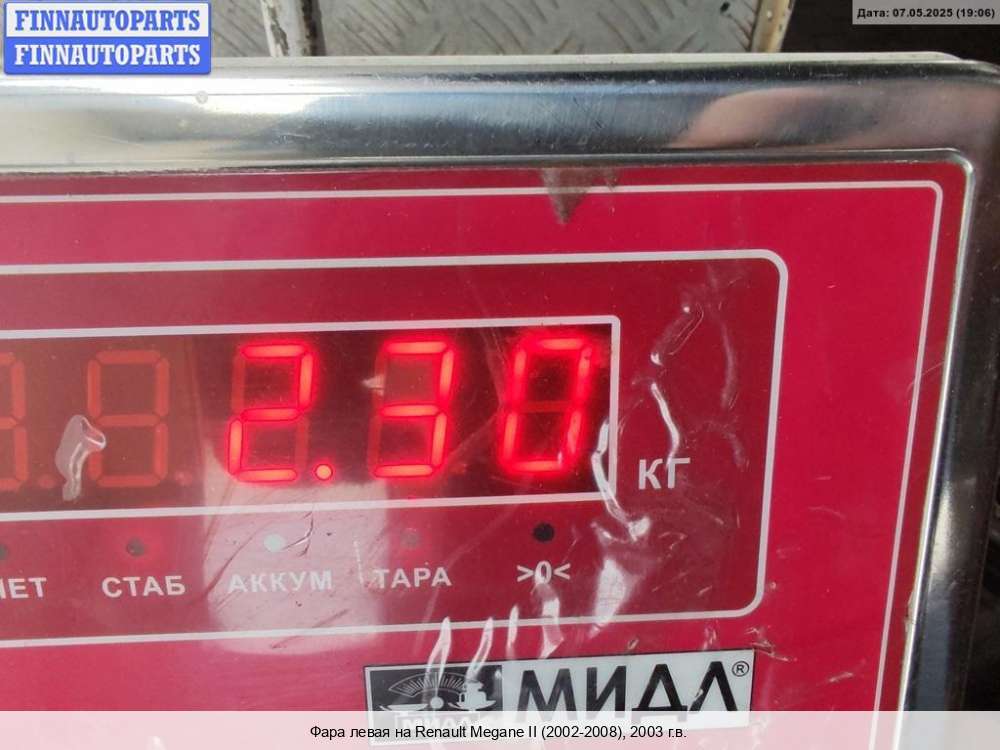 FINNAUTOPARTS
FINNAUTOPARTS
Дата: 07.05.2025 (19:06)
2.30
КГ
СТАБ
АККУМ
ТАРА
>0<
МИДЛ®
Фара левая на Renault Megane II (2002-2008), 2003 г.в.